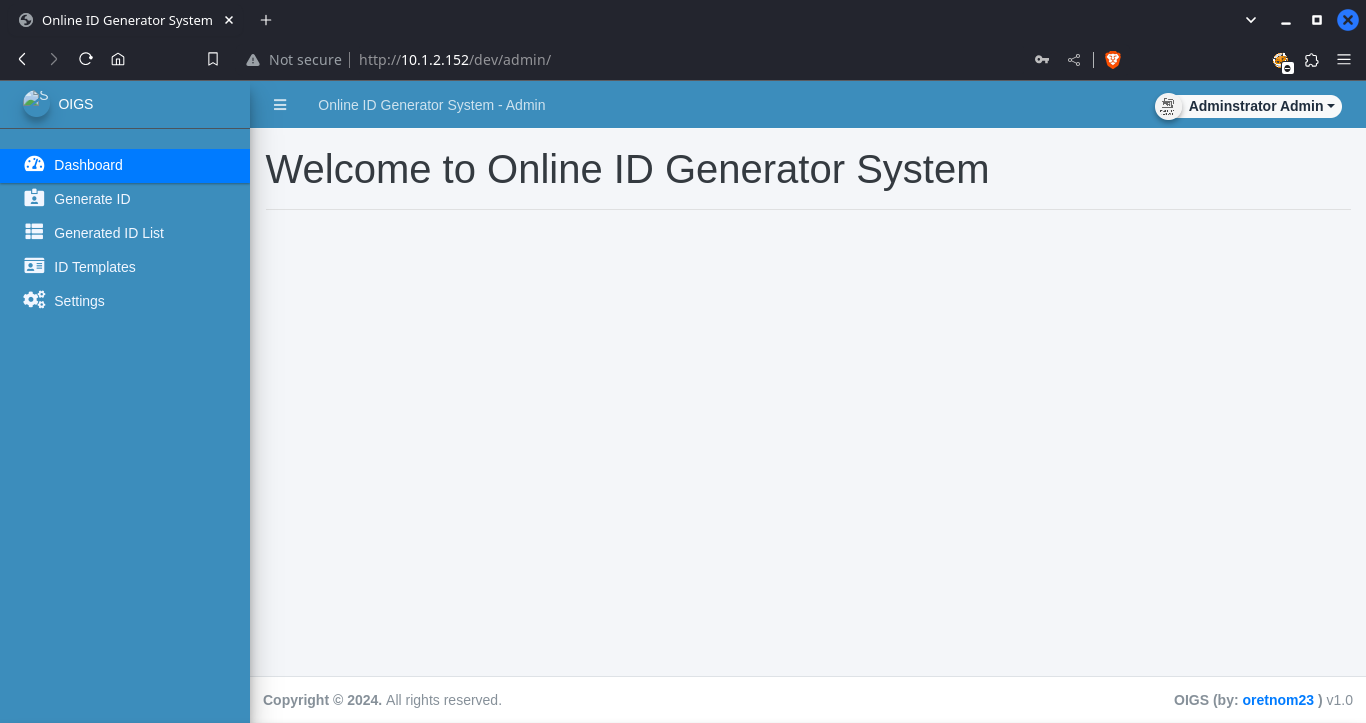 Online ID Generator System
Not secure http://10.1.2.152/dev/admin/
OIGS
Online ID Generator System - Admin
Adminstrator Admin
Dashboard
Generate ID
Generated ID List
ID Templates
Settings
Welcome to Online ID Generator System
Copyright © 2024. All rights reserved.
OIGS (by: oretnom23 ) v1.0